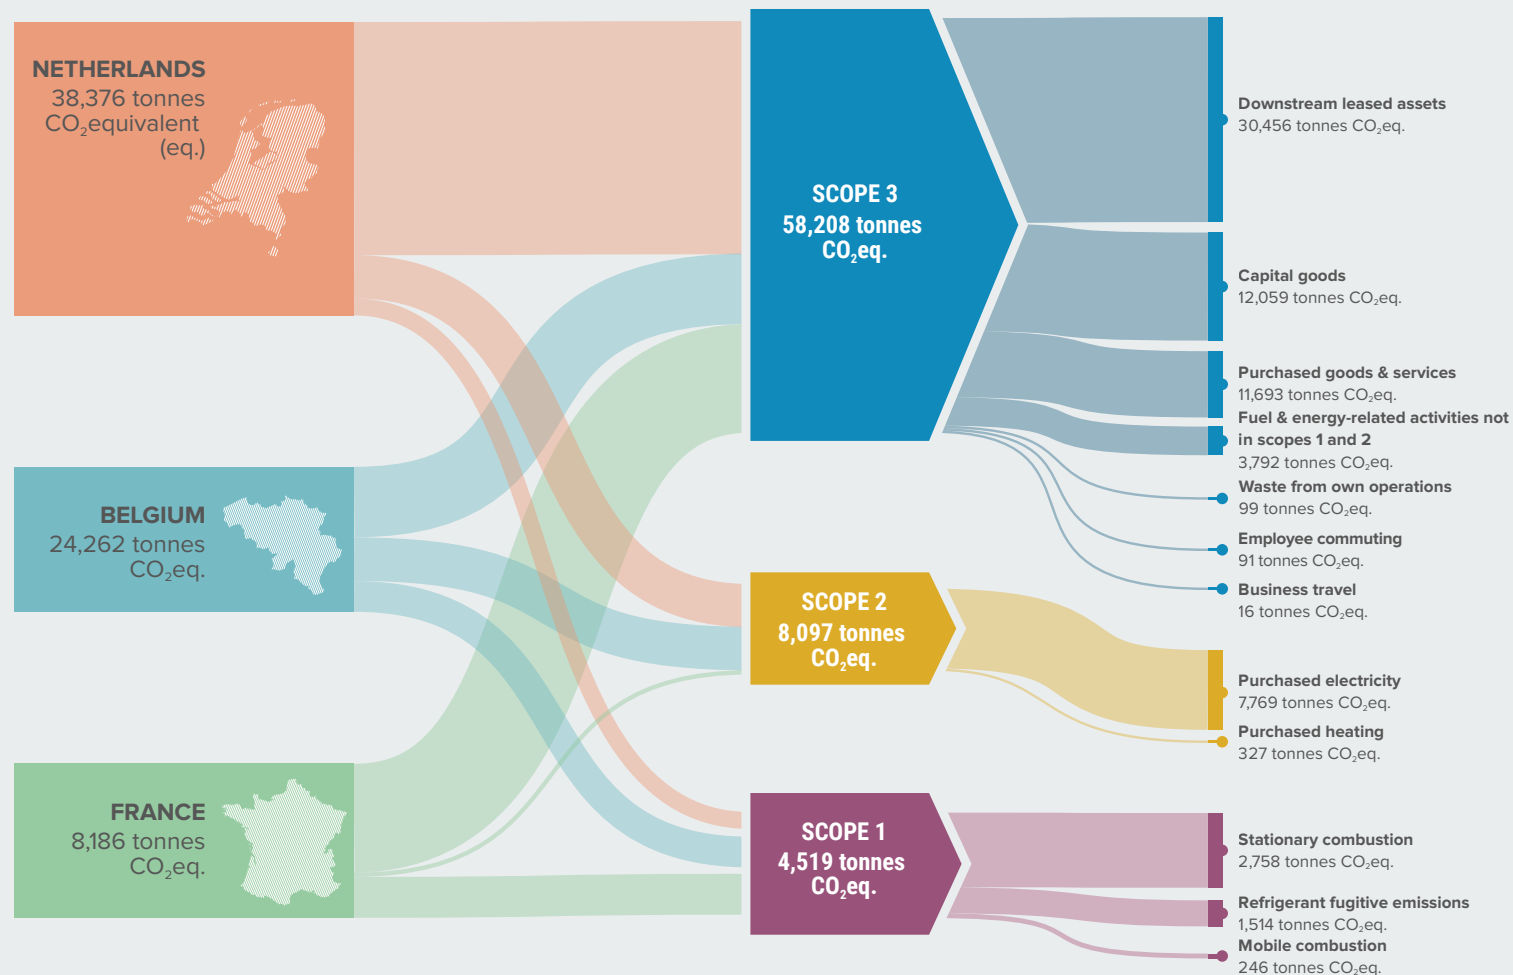 NETHERLANDS
38,376 tonnes
CO₂equivalent
(eq.)
BELGIUM
24,262 tonnes
CO₂eq.
FRANCE
8,186 tonnes
CO₂eq.
SCOPE 3
58,208 tonnes
CO₂eq.
SCOPE 2
8,097 tonnes
CO₂eq.
SCOPE 1
4,519 tonnes
CO₂eq.
Downstream leased assets
30,456 tonnes CO₂eq.
Capital goods
12,059 tonnes CO₂eq.
Purchased goods & services
11,693 tonnes CO₂eq.
Fuel & energy-related activities not
in scopes 1 and 2
3,792 tonnes CO₂eq.
Waste from own operations
99 tonnes CO₂eq.
Employee commuting
91 tonnes CO₂eq.
Business travel
16 tonnes CO₂eq.
Purchased electricity
7,769 tonnes CO₂eq.
Purchased heating
327 tonnes CO₂eq.
Stationary combustion
2,758 tonnes CO₂eq.
Refrigerant fugitive emissions
1,514 tonnes CO₂eq.
Mobile combustion
246 tonnes CO₂eq.